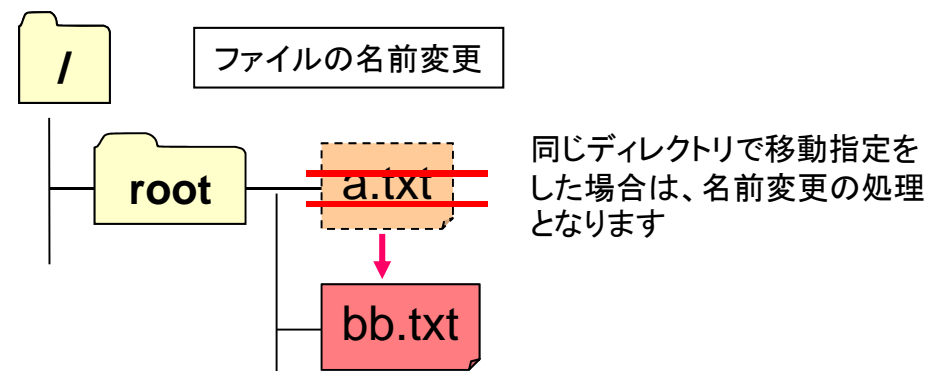 /
ファイルの名前変更
root
a.txt
同じディレクトリで移動指定を
した場合は、名前変更の処理
となります
bb.txt